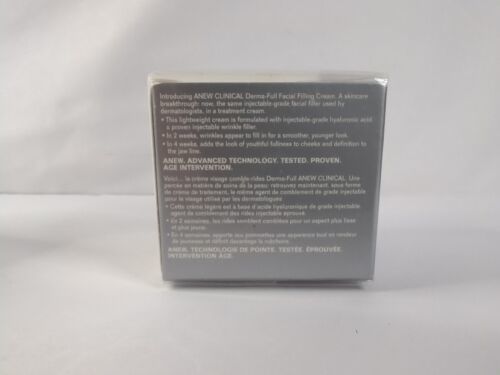 Introducing ANEW CLINICAL Derma-Full Facial Filling Cream. A skincare
breakthrough: now, the same injectable-grade facial filler used by
dermatologists, in a treatment cream.
• This lightweight cream is formulated with injectable-grade hyaluronic acid
a proven injectable wrinkle filler.
• In 2 weeks, wrinkles appear to fill in for a smoother, younger look.
• In 4 weeks, adds the look of youthful fullness to cheeks and definition to
the jaw line.
ANEW. ADVANCED TECHNOLOGY. TESTED. PROVEN.
AGE INTERVENTION.
Voici... la crème visage comble-rides Derma-Full ANEW CLINICAL. Une
percée en matière de soins de la peau: retrouvez maintenant, sous forme
de crème de traitement, le même agent de comblement de grade injectable
pour le visage utilisé par les dermatologues
• Cette crème légère est à base d'acide hyaluronique de grade injectable,
agent de comblement des rides injectable éprouvé.
• En 2 semaines, les rides semblent comblées pour un aspect plus lisse
et plus jeune.
• En 4 semaines, apporte aux pommettes une apparence tout en rondeur
de jeunesse et définit davantage la mâchoire.
ANEW. TECHNOLOGIE DE POINTE. TESTÉE. ÉPROUVÉE.
INTERVENTION ÂGE.